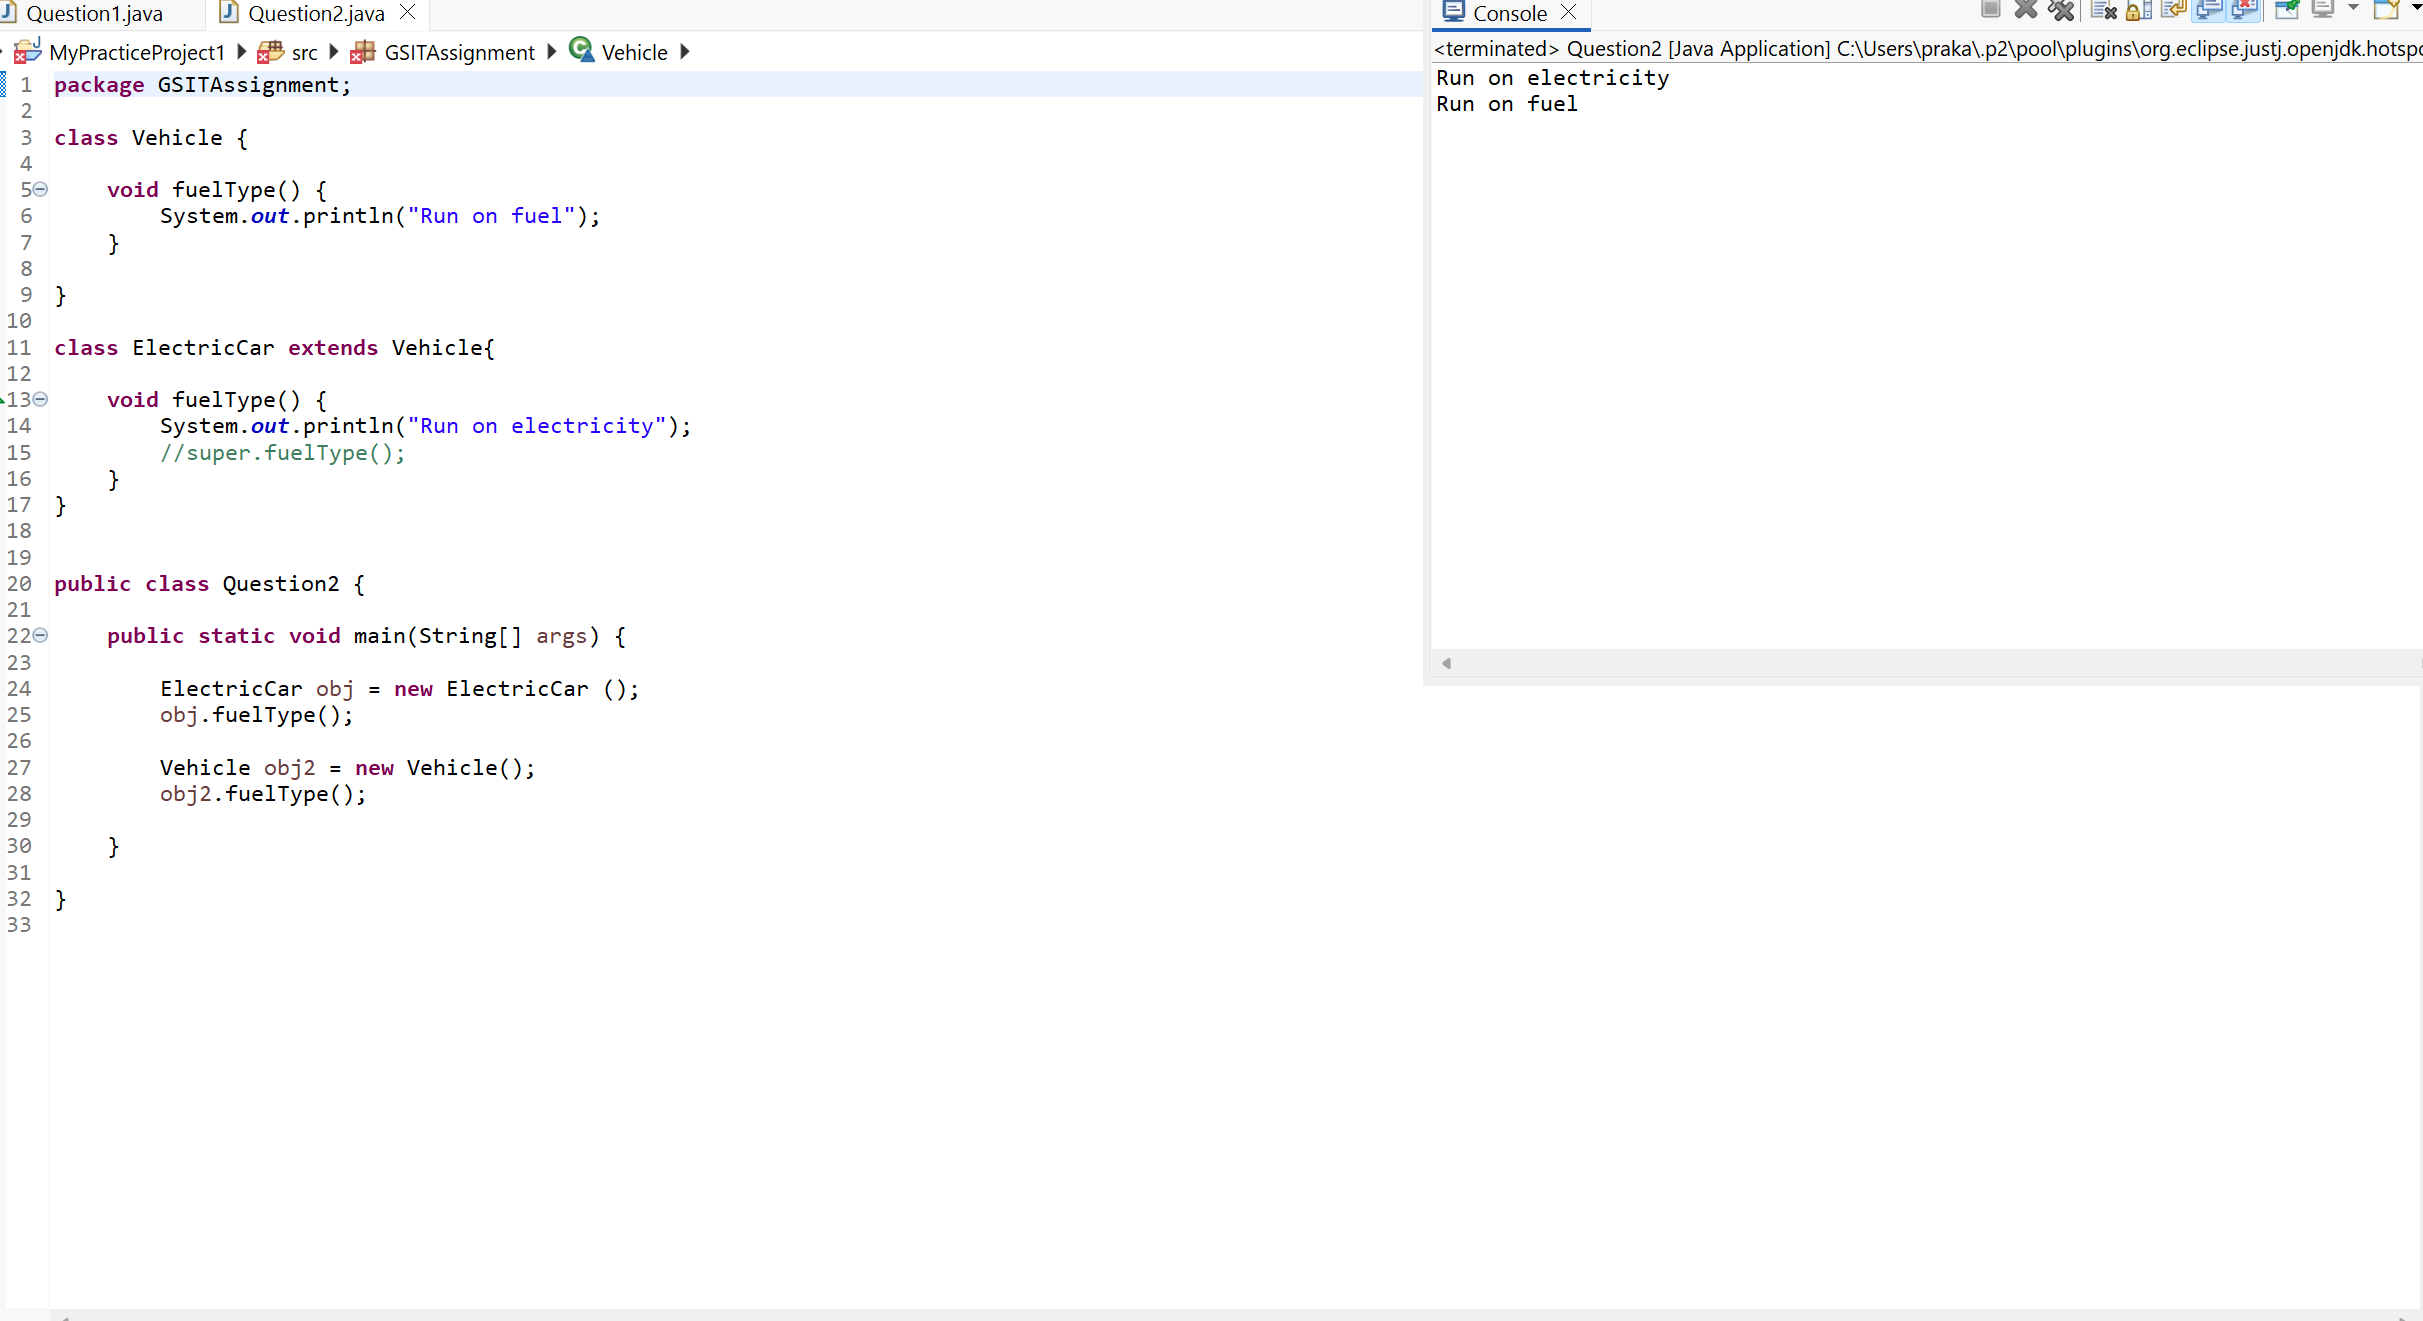 Question1.java
Question2.java
MyPracticeProject1 src GSITAssignment Vehicle
1 package GSITAssignment;
2
3 class Vehicle {
4
5     void fuelType() {
6         System.out.println("Run on fuel");
7     }
8
9 }
10
11 class ElectricCar extends Vehicle{
12
13     void fuelType() {
14         System.out.println("Run on electricity");
15         //super.fuelType();
16     }
17 }
18
19
20 public class Question2 {
21
22     public static void main(String[] args) {
23
24         ElectricCar obj = new ElectricCar ();
25         obj.fuelType();
26
27         Vehicle obj2 = new Vehicle();
28         obj2.fuelType();
29
30     }
31
32 }
33
Console
<terminated> Question2 [Java Application] C:\Users\praka\.p2\pool\plugins\org.eclipse.justj.openjdk.hotspo
Run on electricity
Run on fuel